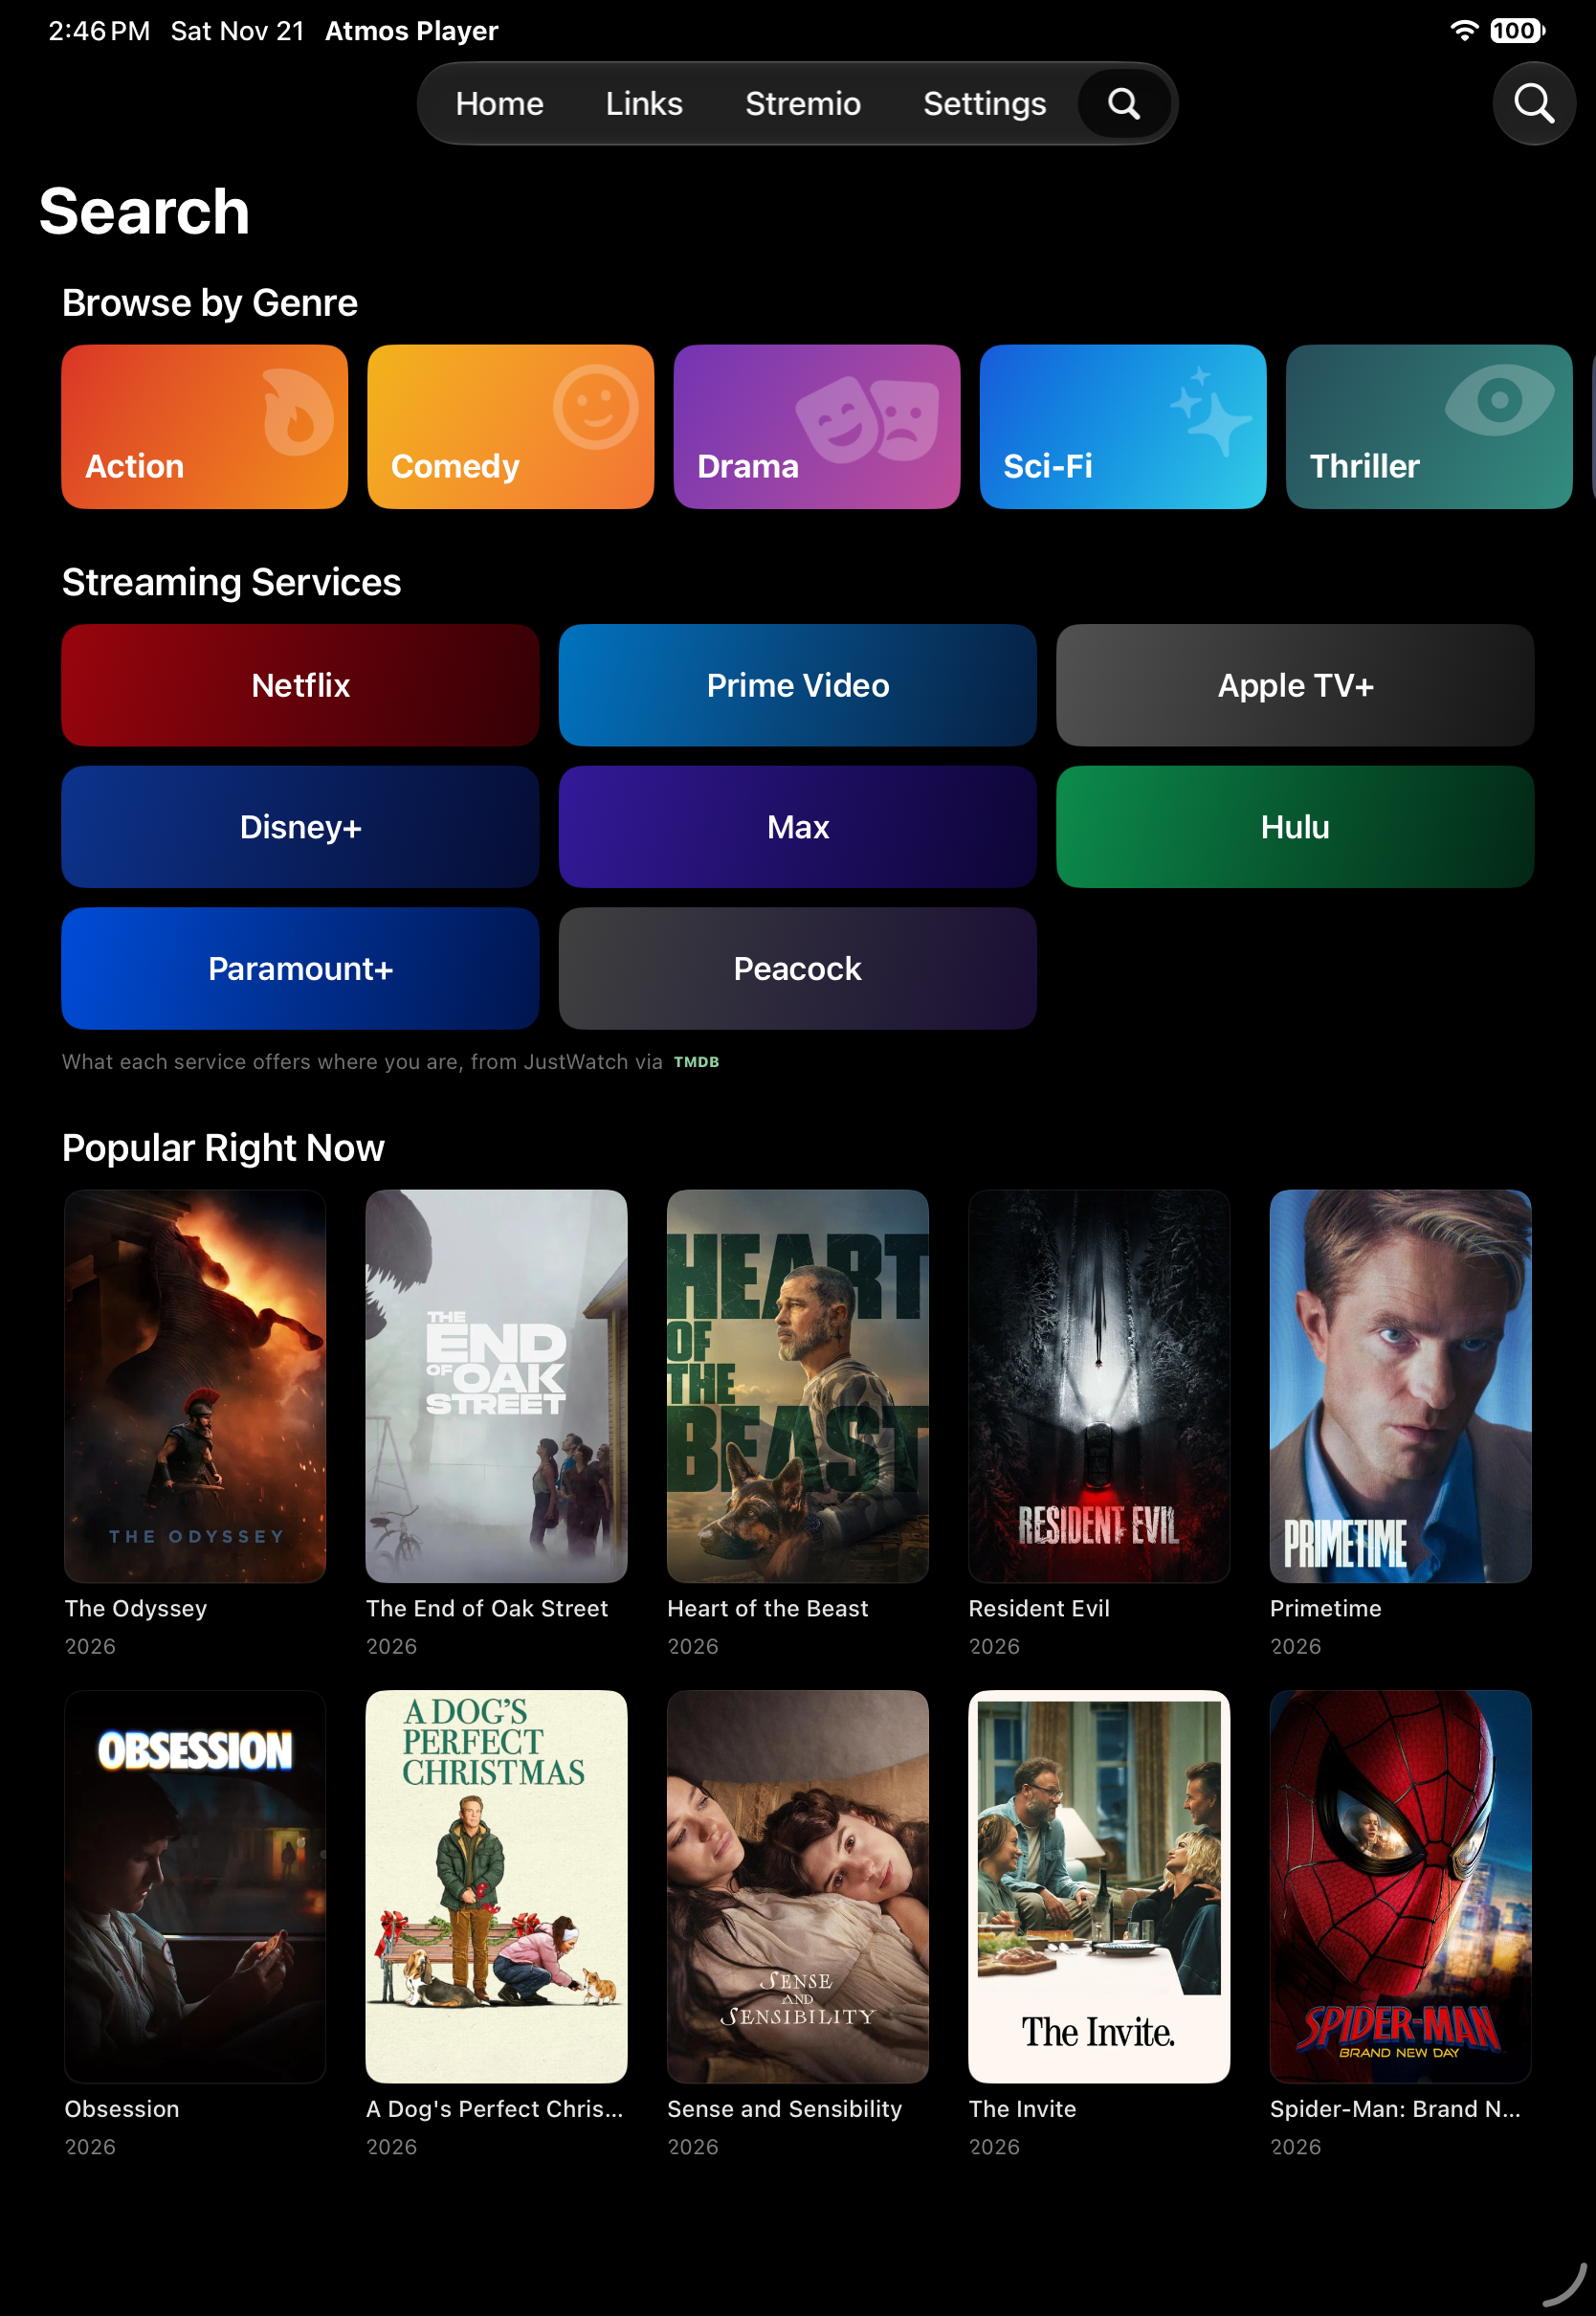 2:46 PM Sat Nov 21 Atmos Player 100
Home Links Stremio Settings
Search
Browse by Genre
Action Comedy Drama Sci-Fi Thriller
Streaming Services
Netflix Prime Video Apple TV+
Disney+ Max Hulu
Paramount+ Peacock
What each service offers where you are, from JustWatch via TMDB
Popular Right Now
THE ODYSSEY
THE
END
OF OAK
STREET
HEART
OF
THE
BEAST
RESIDENT EVIL
PRIMETIME
The Odyssey The End of Oak Street Heart of the Beast Resident Evil Primetime
2026 2026 2026 2026 2026
OBSESSION
A DOG'S
PERFECT
CHRISTMAS
SENSE
AND
SENSIBILITY
The Invite.
SPIDER-MAN
BRAND NEW DAY
Obsession A Dog's Perfect Chris... Sense and Sensibility The Invite Spider-Man: Brand N...
2026 2026 2026 2026 2026